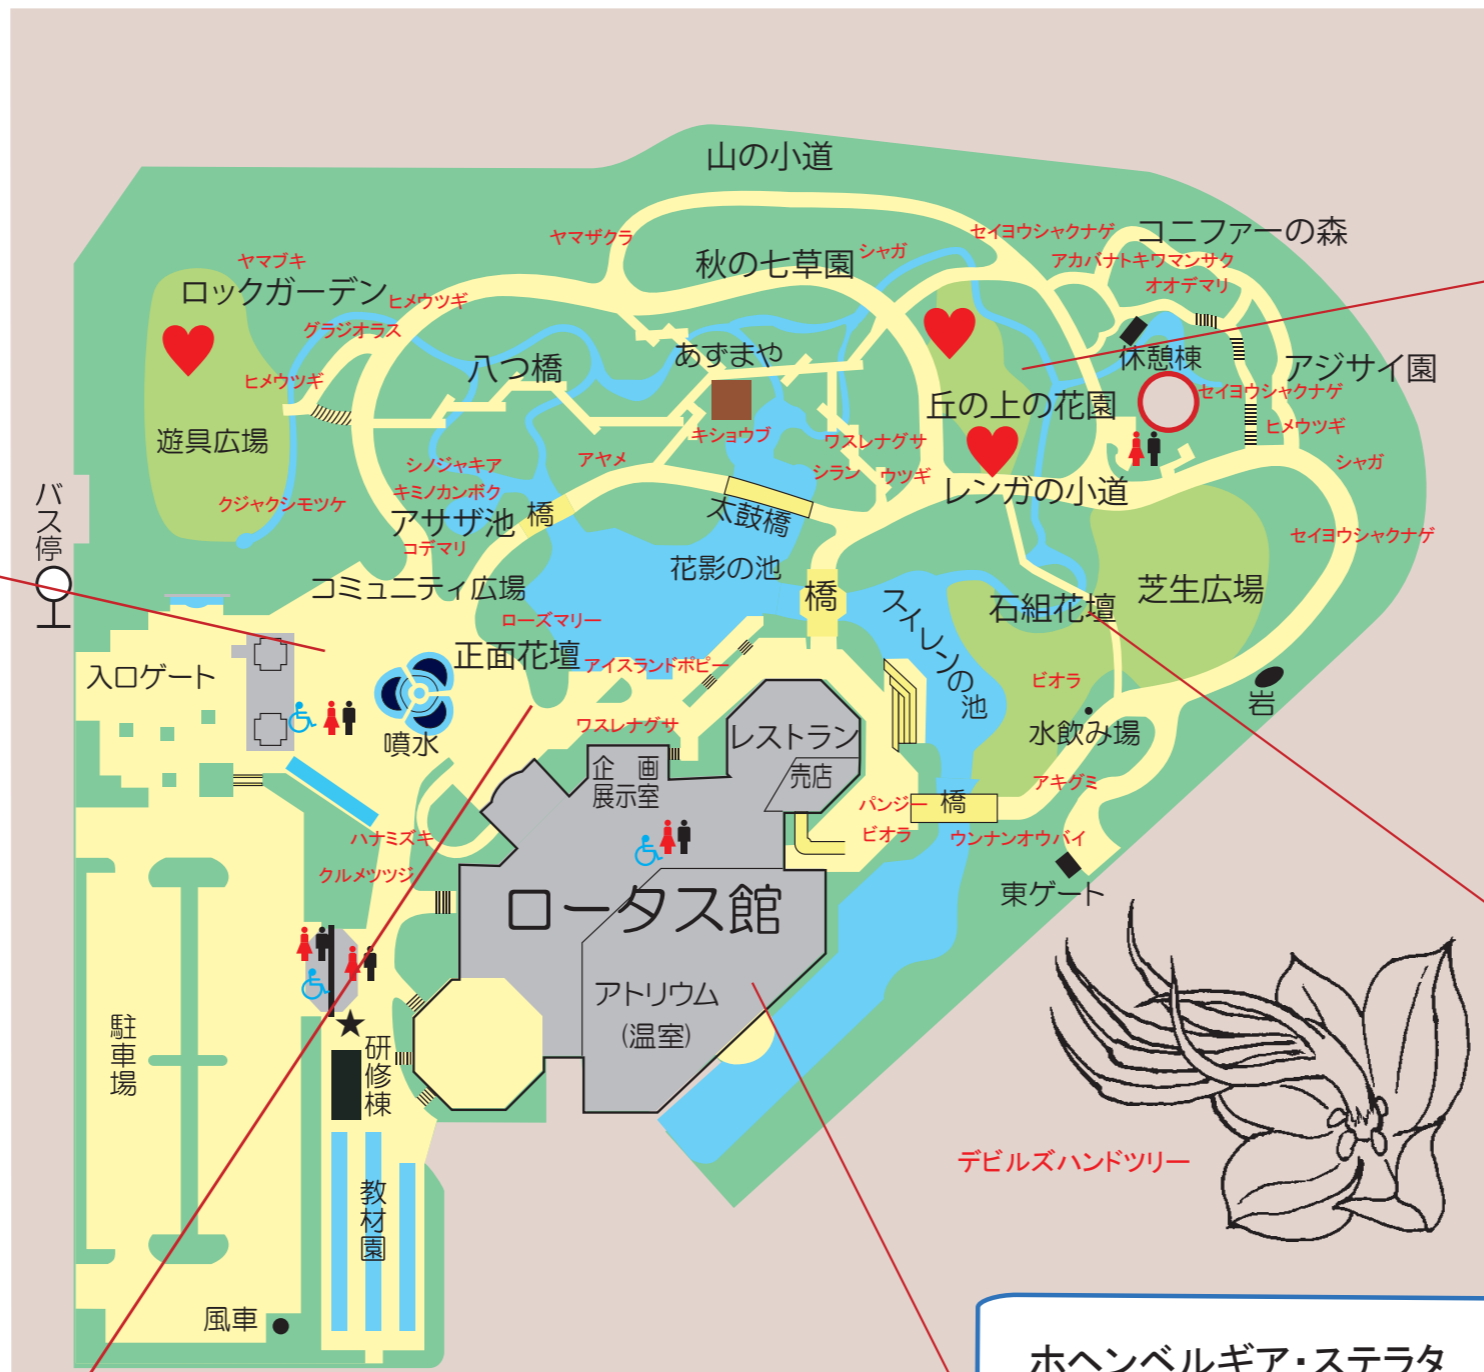 山の小道
ヤマザクラ
セイヨウシャクナゲ
コニファーの森
秋の七草園
シャガ
アカバナトキワマンサク
オオデマリ
ヤマブキ
ロックガーデン
ヒメウツギ
グラジオラス
ヒメウツギ
八つ橋
あずまや
休憩棟
アジサイ園
セイヨウシャクナゲ
丘の上の花園
ヒメウツギ
遊具広場
キショウブ
ワスレナグサ
シャガ
シノジャキア
アヤメ
シラン
ウツギ
キミノカンボク
レンガの小道
クジャクシモツケ
アサザ池
橋
太鼓橋
セイヨウシャクナゲ
コデマリ
バス停
花影の池
コミュニティ広場
橋
ストレンの池
石組花壇
芝生広場
ローズマリー
正面花壇
アイスランドポピー
入口ゲート
ビオラ
岩
ワスレナグサ
噴水
レストラン
水飲み場
企画
展示室
売店
アキグミ
パンジー
橋
ハナミズキ
ビオラ
ウンナンオウバイ
クルメツツジ
東ゲート
ロータス館
アトリウム
(温室)
駐車場
研修棟
デビルズハンドツリー
教材園
風車
ホヘンベルギア・ステラタ